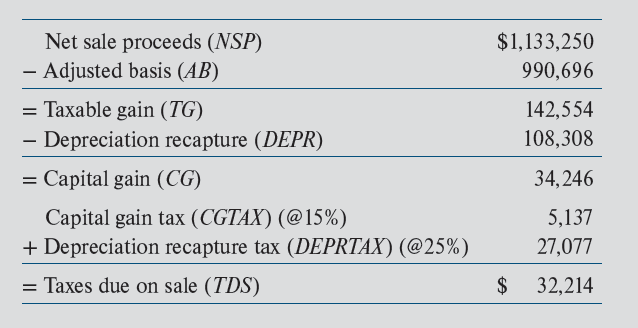 Net sale proceeds (NSP) $1,133,250
− Adjusted basis (AB) 990,696
= Taxable gain (TG) 142,554
− Depreciation recapture (DEPR) 108,308
= Capital gain (CG) 34,246
Capital gain tax (CGTAX) (@15%) 5,137
+ Depreciation recapture tax (DEPRTAX) (@25%) 27,077
= Taxes due on sale (TDS) $ 32,214